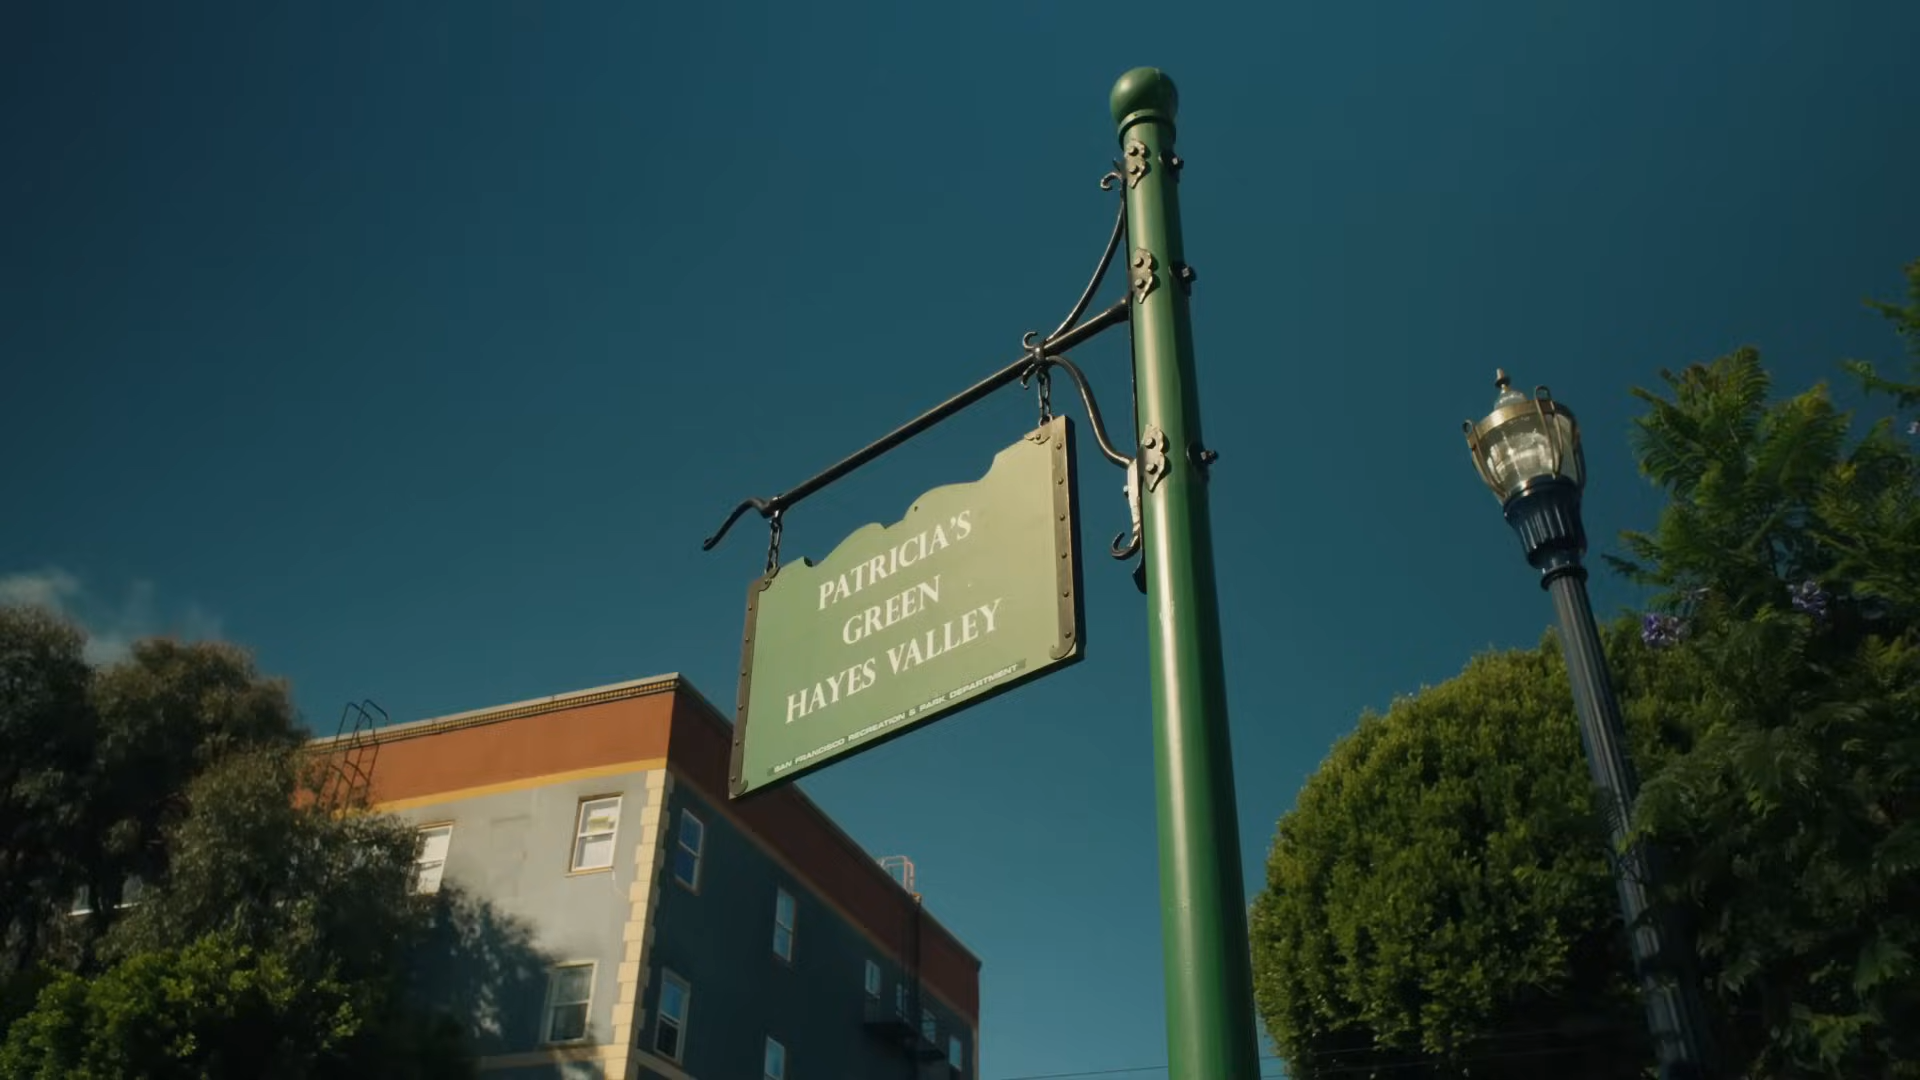 PATRICIA'S
GREEN
HAYES VALLEY
SAN FRANCISCO RECREATION & PARK DEPARTMENT